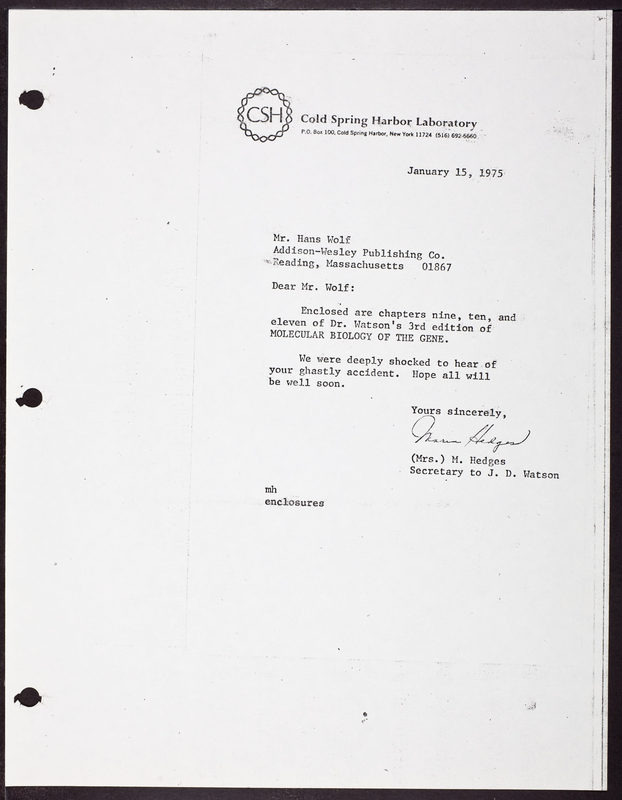 CSH
Cold Spring Harbor Laboratory
P.O. Box 100, Cold Spring Harbor, New York 11724 (516) 692-6660
January 15, 1975
Mr. Hans Wolf
Addison-Wesley Publishing Co.
Reading, Massachusetts 01867
Dear Mr. Wolf:
Enclosed are chapters nine, ten, and
eleven of Dr. Watson's 3rd edition of
MOLECULAR BIOLOGY OF THE GENE.
We were deeply shocked to hear of
your ghastly accident. Hope all will
be well soon.
Yours sincerely,
Hedges
(Mrs.) M. Hedges
Secretary to J. D. Watson
mh
enclosures